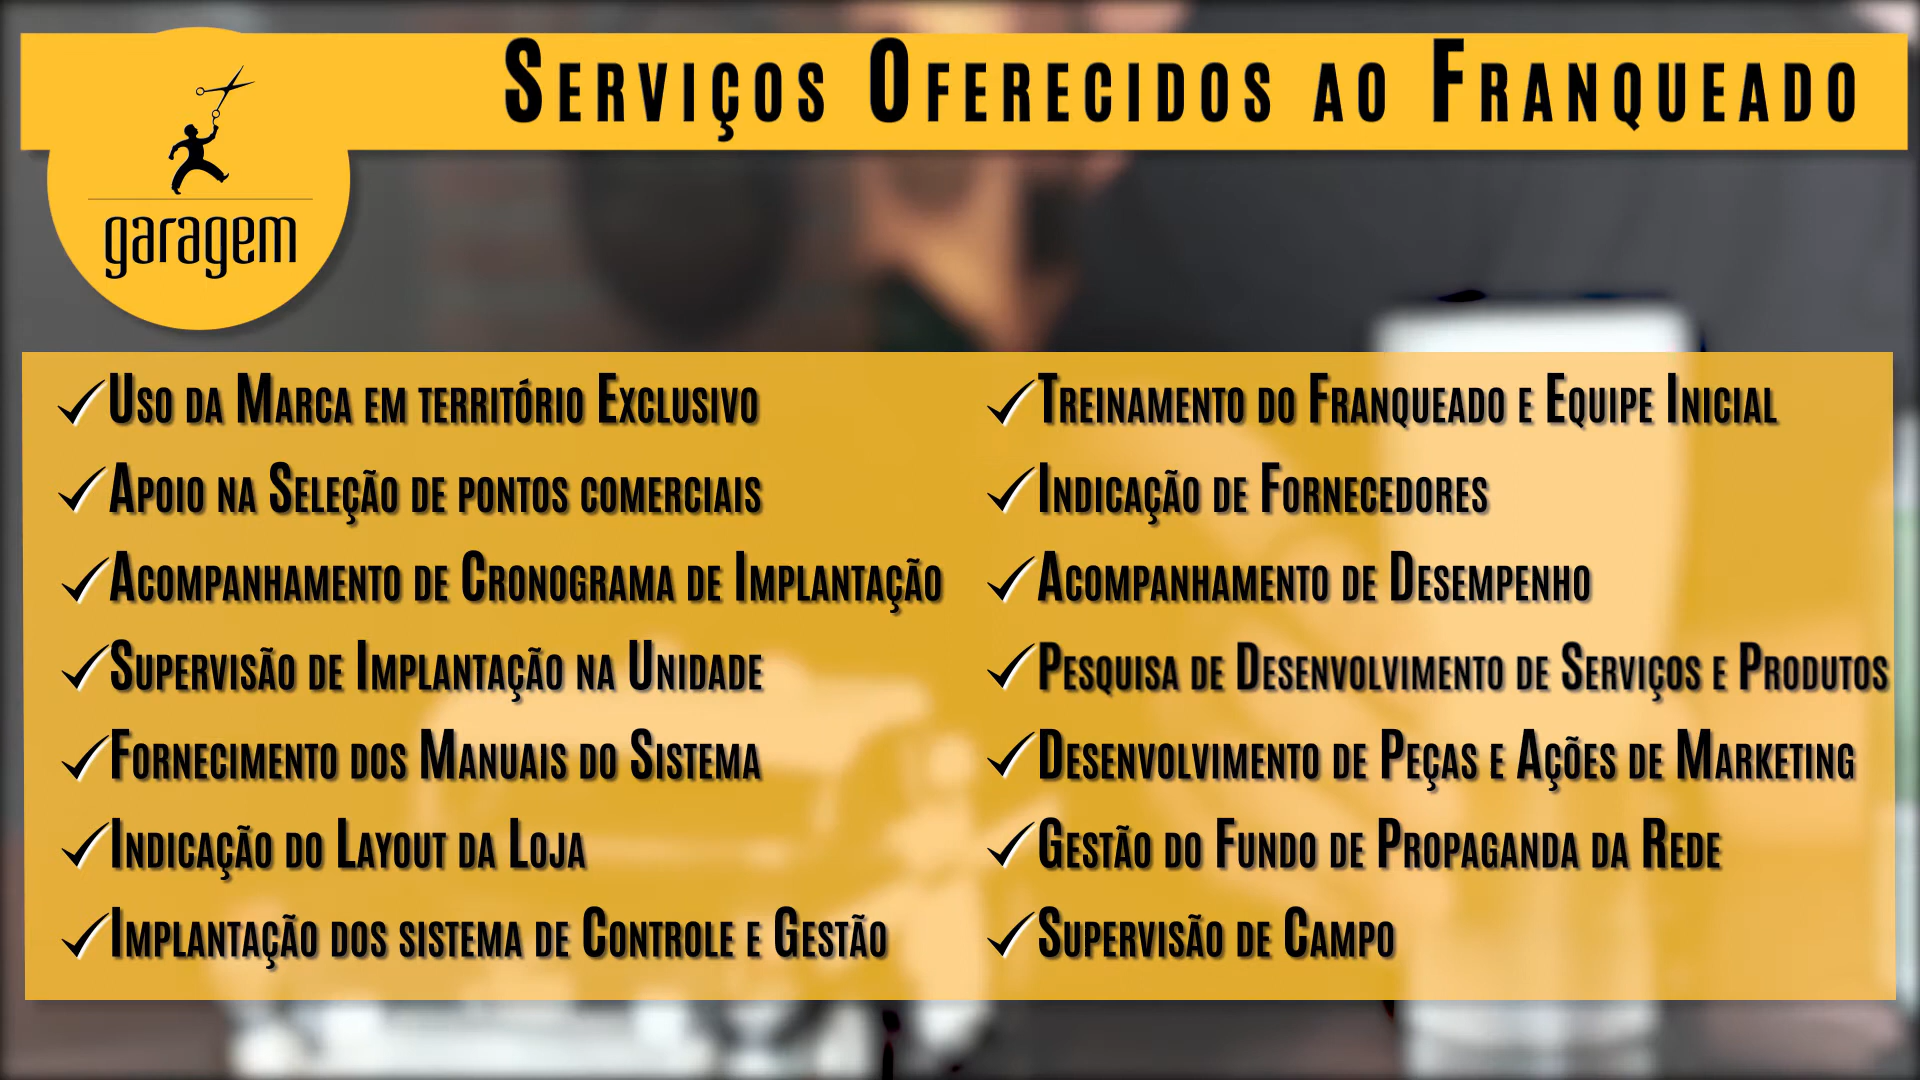 Serviços Oferecidos ao Franqueado
garagem
Uso da Marca em território Exclusivo
Apoio na Seleção de pontos comerciais
Acompanhamento de Cronograma de Implantação
Supervisão de Implantação na Unidade
Fornecimento dos Manuais do Sistema
Indicação do Layout da Loja
Implantação dos sistema de Controle e Gestão
Treinamento do Franqueado e Equipe Inicial
Indicação de Fornecedores
Acompanhamento de Desempenho
Pesquisa de Desenvolvimento de Serviços e Produtos
Desenvolvimento de Peças e Ações de Marketing
Gestão do Fundo de Propaganda da Rede
Supervisão de Campo